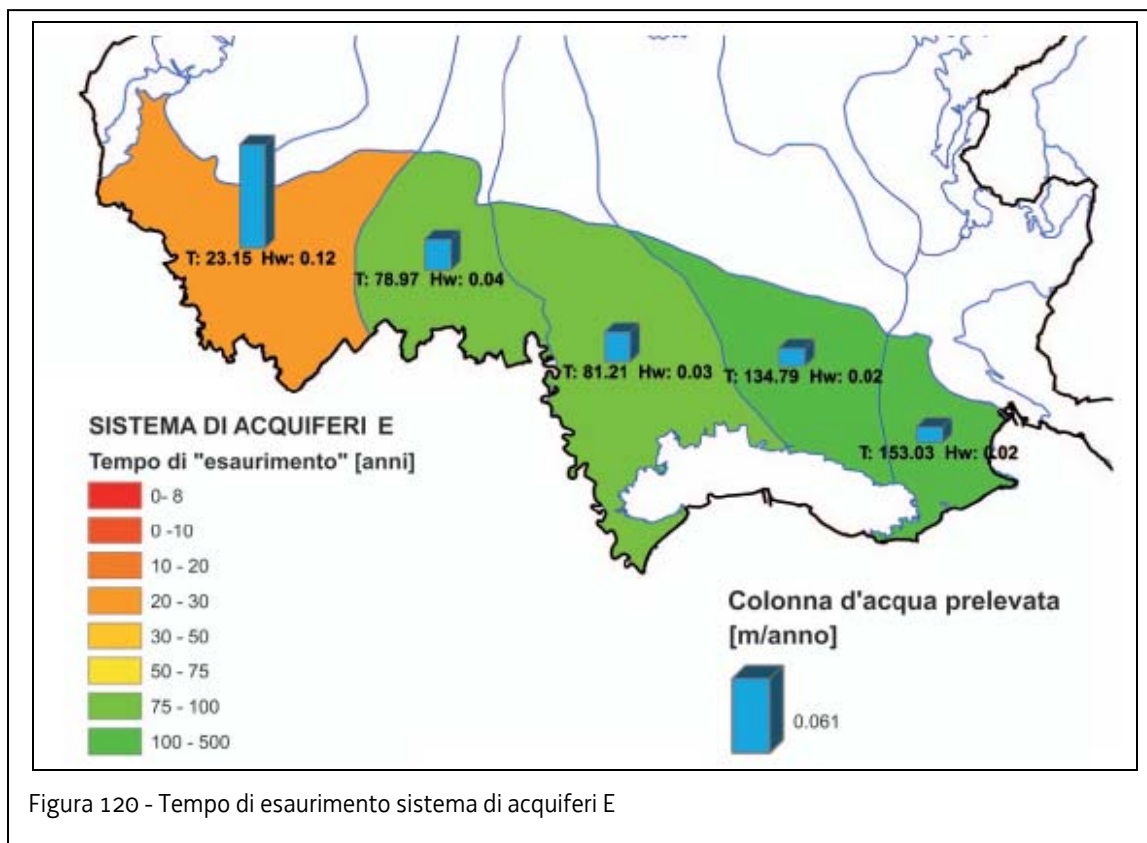 T: 23.15 Hw: 0.12
T: 78.97 Hw: 0.04
T: 81.21 Hw: 0.03
T: 134.79 Hw: 0.02
T: 153.03 Hw: 0.02
SISTEMA DI ACQUIFERI E
Tempo di "esaurimento" [anni]
0- 8
0 -10
10 - 20
20 - 30
30 - 50
50 - 75
75 - 100
100 - 500
Colonna d'acqua prelevata
[m/anno]
0.061
Figura 120 - Tempo di esaurimento sistema di acquiferi E